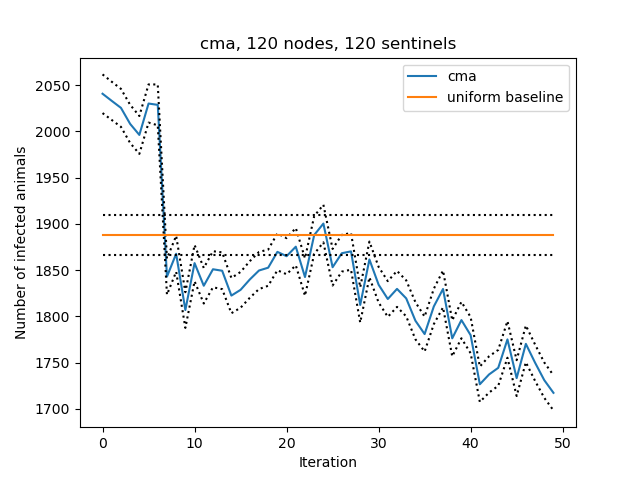 cma, 120 nodes, 120 sentinels
cma
uniform baseline
Number of infected animals
2050
2000
1950
1900
1850
1800
1750
1700
0 10 20 30 40 50
Iteration